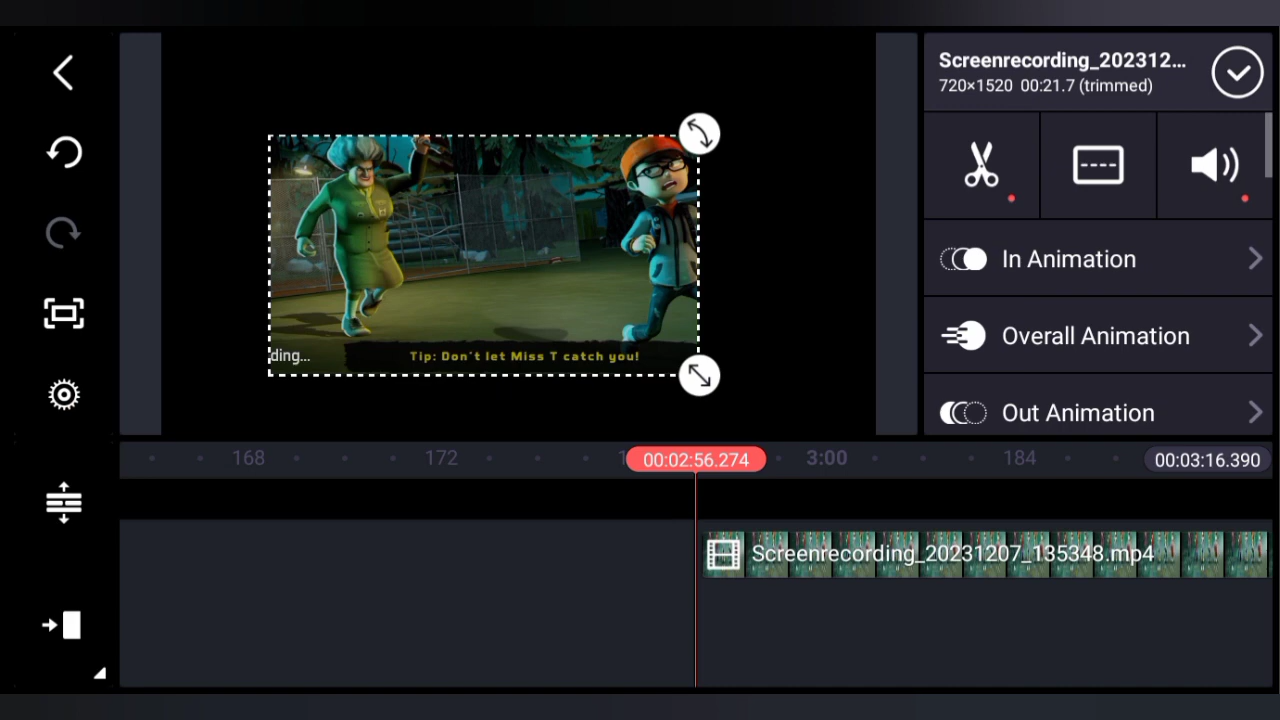 Screenrecording_202312...
720×1520 00:21.7 (trimmed)
In Animation
Overall Animation
Out Animation
ding...
Tip: Don't let Miss T catch you!
168
172
1
00:02:56.274
3:00
184
00:03:16.390
Screenrecording_20231207_135348.mp4